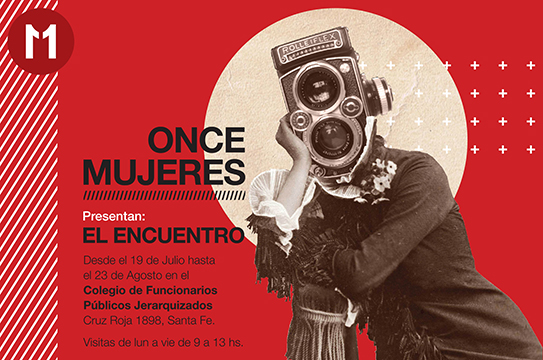 11
ROLLEIFLEX
ONCE
MUJERES
Presentan:
EL ENCUENTRO
Desde el 19 de Julio hasta
el 23 de Agosto en el
Colegio de Funcionarios
Públicos Jerarquizados
Cruz Roja 1898, Santa Fe.
Visitas de lun a vie de 9 a 13 hs.